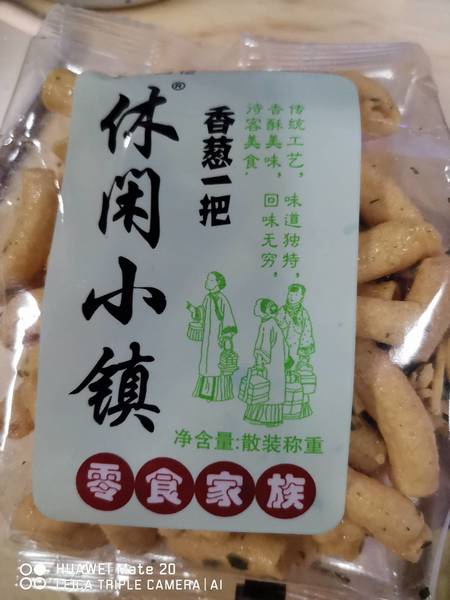 休闲小镇®
香葱一把
传统工艺，味道独特，
香酥美味，回味无穷，
待客美食.
净含量:散装称重
零食家族
HUAWEI Mate 20
LEICA TRIPLE CAMERA | AI